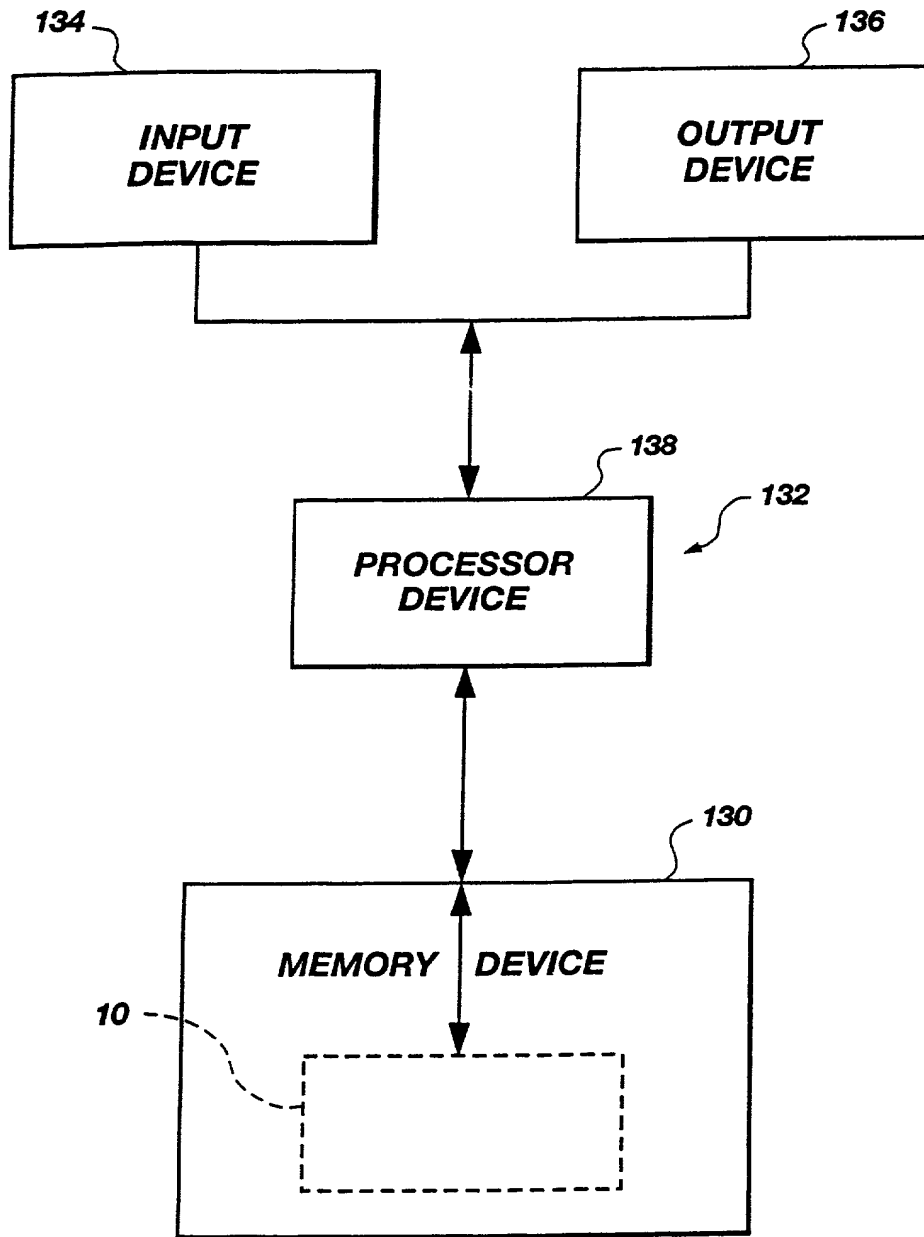 134
136
INPUT
DEVICE
OUTPUT
DEVICE
138
132
PROCESSOR
DEVICE
130
MEMORY DEVICE
10